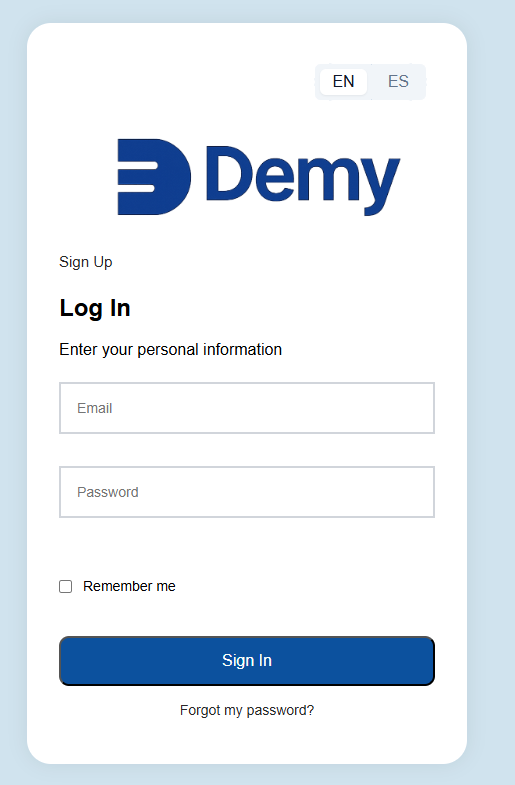 EN ES
Demy
Sign Up
Log In
Enter your personal information
Email
Password
Remember me
Sign In
Forgot my password?